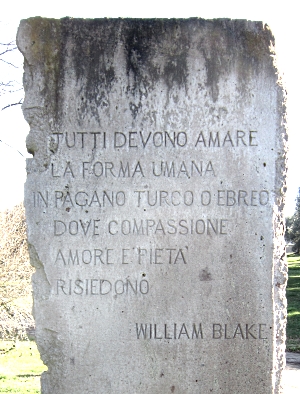 TUTTI DEVONO AMARE
LA FORMA UMANA
IN PAGANO TURCO O EBREO
DOVE COMPASSIONE
AMORE E PIETA'
RISIEDONO
WILLIAM BLAKE